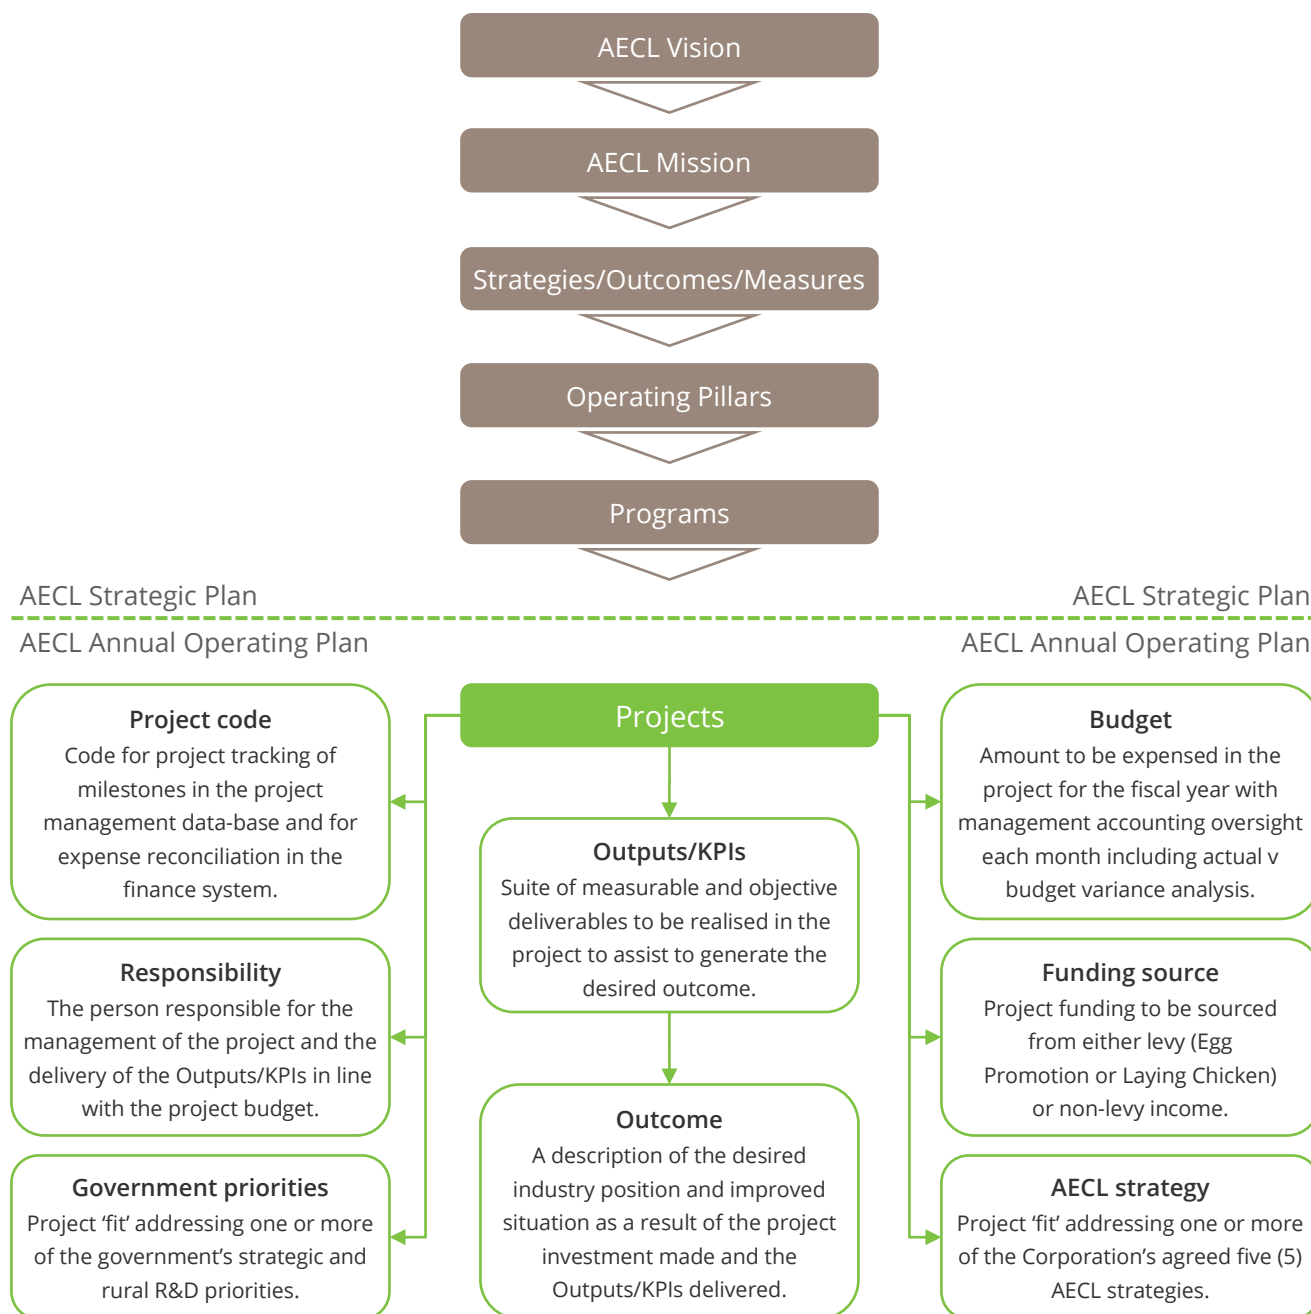 AECL Vision
AECL Mission
Strategies/Outcomes/Measures
Operating Pillars
Programs
AECL Strategic Plan
AECL Strategic Plan
AECL Annual Operating Plan
AECL Annual Operating Plan
Project code
Code for project tracking of
milestones in the project
management data-base and for
expense reconciliation in the
finance system.
Responsibility
The person responsible for the
management of the project and the
delivery of the Outputs/KPIs in line
with the project budget.
Government priorities
Project ‘fit’ addressing one or more
of the government’s strategic and
rural R&D priorities.
Projects
Outputs/KPIs
Suite of measurable and objective
deliverables to be realised in the
project to assist to generate the
desired outcome.
Outcome
A description of the desired
industry position and improved
situation as a result of the project
investment made and the
Outputs/KPIs delivered.
Budget
Amount to be expensed in the
project for the fiscal year with
management accounting oversight
each month including actual v
budget variance analysis.
Funding source
Project funding to be sourced
from either levy (Egg
Promotion or Laying Chicken)
or non-levy income.
AECL strategy
Project ‘fit’ addressing one or more
of the Corporation’s agreed five (5)
AECL strategies.